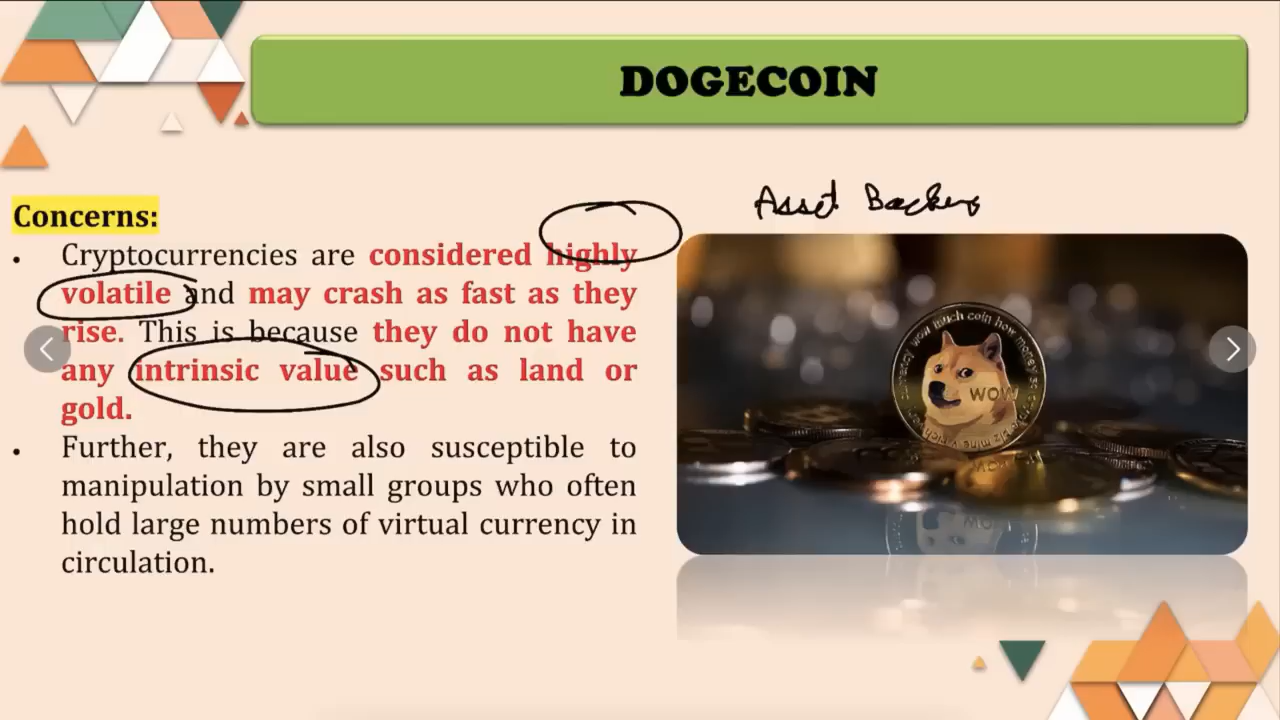 DOGECOIN
Concerns:
Asset Backing
• Cryptocurrencies are considered highly
volatile and may crash as fast as they
rise. This is because they do not have
any intrinsic value such as land or
gold.
• Further, they are also susceptible to
manipulation by small groups who often
hold large numbers of virtual currency in
circulation.
WOW